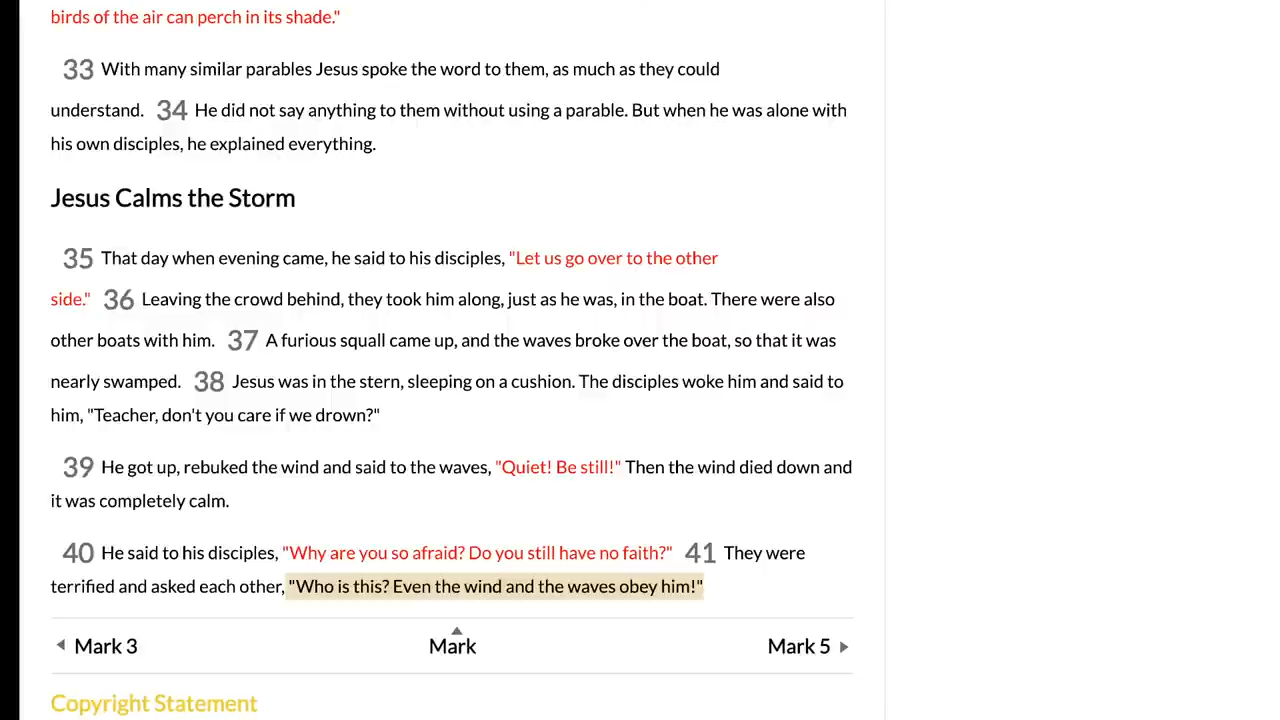 birds of the air can perch in its shade."
33 With many similar parables Jesus spoke the word to them, as much as they could
understand. 34 He did not say anything to them without using a parable. But when he was alone with
his own disciples, he explained everything.
Jesus Calms the Storm
35 That day when evening came, he said to his disciples, "Let us go over to the other
side." 36 Leaving the crowd behind, they took him along, just as he was, in the boat. There were also
other boats with him. 37 A furious squall came up, and the waves broke over the boat, so that it was
nearly swamped. 38 Jesus was in the stern, sleeping on a cushion. The disciples woke him and said to
him, "Teacher, don't you care if we drown?"
39 He got up, rebuked the wind and said to the waves, "Quiet! Be still!" Then the wind died down and
it was completely calm.
40 He said to his disciples, "Why are you so afraid? Do you still have no faith?" 41 They were
terrified and asked each other, "Who is this? Even the wind and the waves obey him!"
Mark 3 Mark Mark 5
Copyright Statement